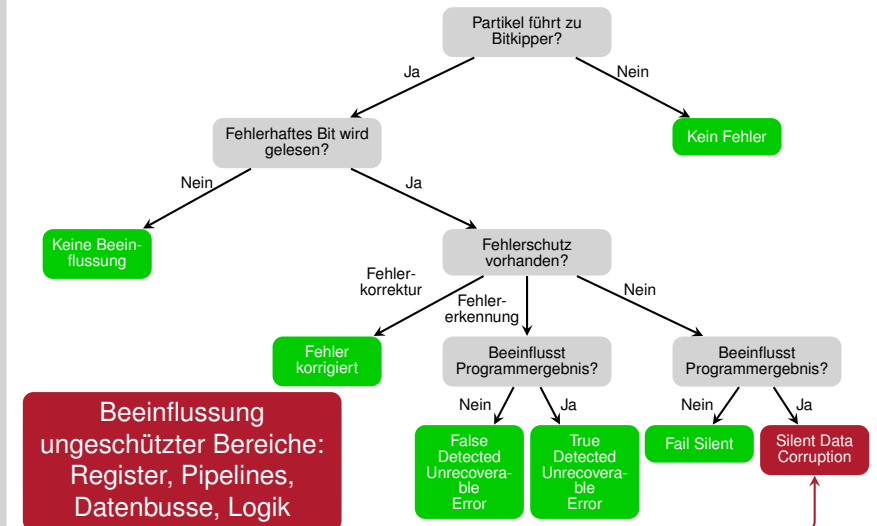 Partikel führt zu
Bitkipper?
Ja
Nein
Fehlerhaftes Bit wird
gelesen?
Kein Fehler
Nein
Ja
Keine Beein-
flussung
Fehlerschutz
vorhanden?
Fehler-
korrektur
Fehler-
erkennung
Nein
Fehler
korrigiert
Beeinflusst
Programmergebnis?
Beeinflusst
Programmergebnis?
Nein
Ja
Nein
Ja
False
Detected
Unrecovera-
ble
Error
True
Detected
Unrecovera-
ble
Error
Fail Silent
Silent Data
Corruption
Beeinflussung
ungeschützter Bereiche:
Register, Pipelines,
Datenbusse, Logik